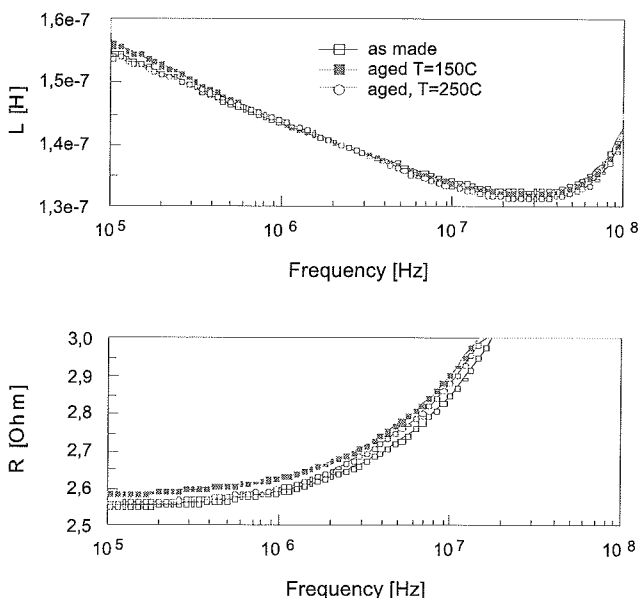 1,6e-7
1,5e-7
1,4e-7
1,3e-7
L [H]
as made
aged T=150C
aged, T=250C
10 5
10 6
10 7
10 8
Frequency [Hz]
3,0
2,9
2,8
2,7
2,6
2,5
R [Ohm]
10 5
10 6
10 7
10 8
Frequency [Hz]